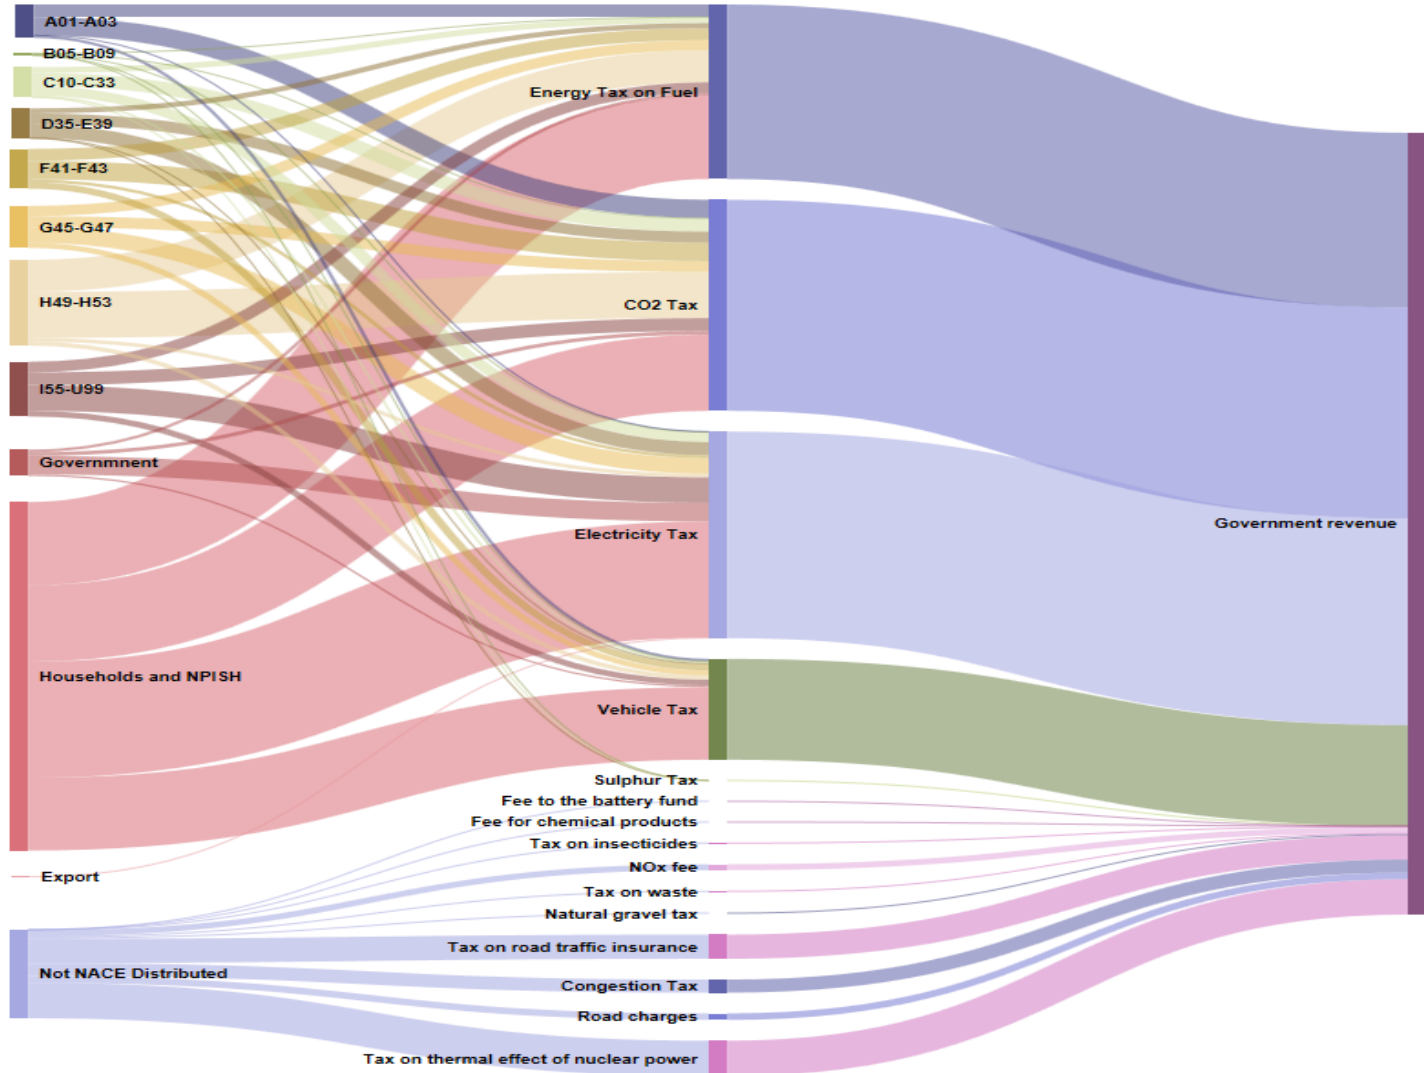 A01-A03
B05-B09
C10-C33
D35-E39
F41-F43
G45-G47
H49-H53
I55-U99
Governmnent
Households and NPISH
Export
Not NACE Distributed
Energy Tax on Fuel
CO2 Tax
Electricity Tax
Vehicle Tax
Sulphur Tax
Fee to the battery fund
Fee for chemical products
Tax on insecticides
NOx fee
Tax on waste
Natural gravel tax
Tax on road traffic insurance
Congestion Tax
Road charges
Tax on thermal effect of nuclear power
Government revenue